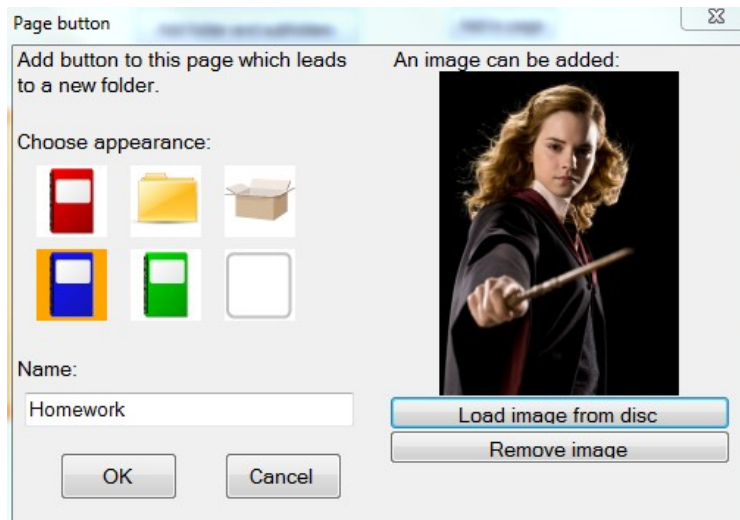 Page button
Add button to this page which leads
to a new folder.
Choose appearance:
Name:
Homework
OK
Cancel
An image can be added:
Load image from disc
Remove image